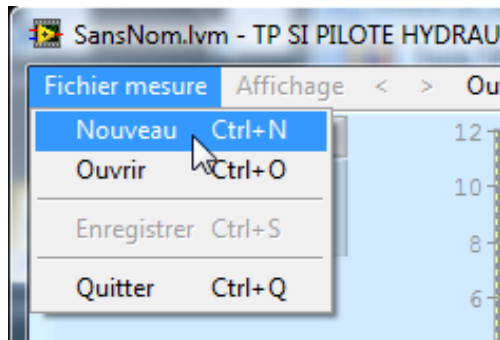 SansNom.lvm - TP SI PILOTE HYDRAU
Fichier mesure Affichage < > Ou
Nouveau Ctrl+N
Ouvrir Ctrl+O
Enregistrer Ctrl+S
Quitter Ctrl+Q
12
10
8
6